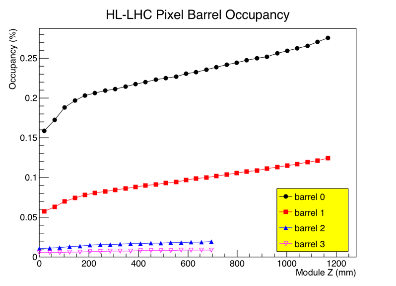 HL-LHC Pixel Barrel Occupancy
Occupancy (%)
0.25
0.2
0.15
0.1
0.05
0
barrel 0
barrel 1
barrel 2
barrel 3
0 200 400 600 800 1000 1200
Module Z (mm)